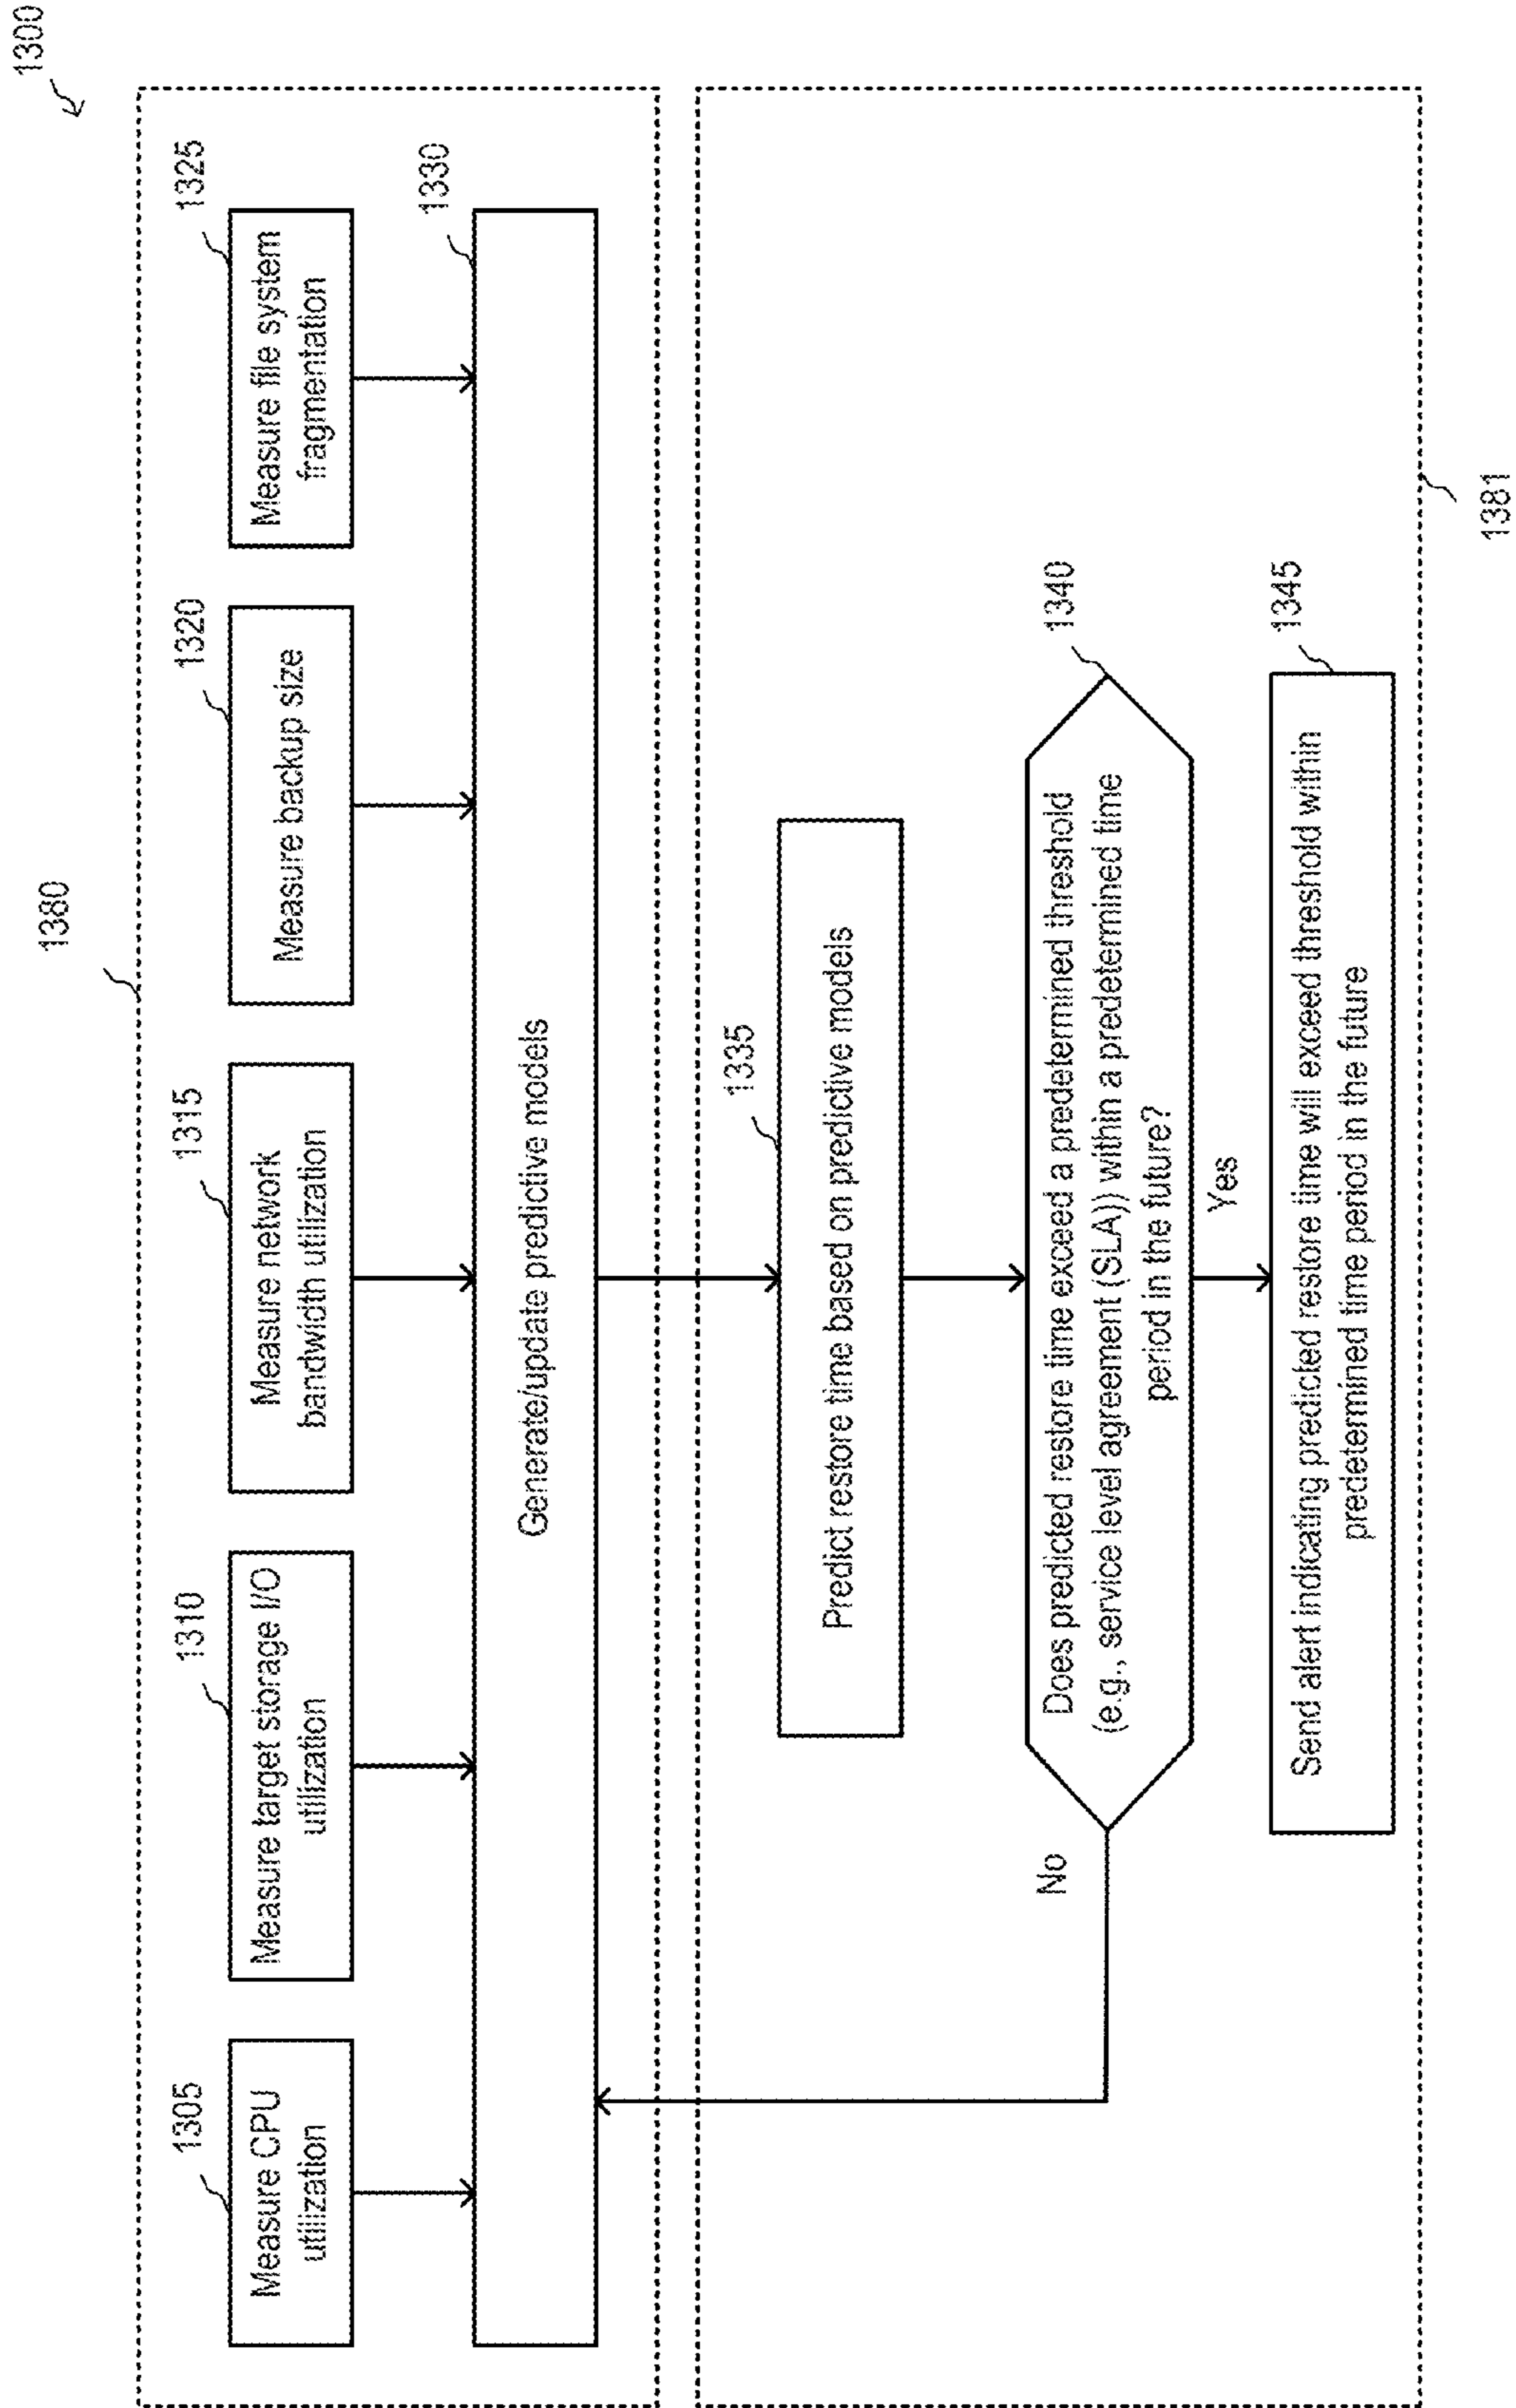 1300
1380
1305
Measure CPU
utilization
1310
Measure target storage I/O
utilization
1315
Measure network
bandwidth utilization
1320
Measure backup size
1325
Measure file system
fragmentation
1330
Generate/update predictive models
1335
Predict restore time based on predictive models
1340
Does predicted restore time exceed a predetermined threshold
(e.g., service level agreement (SLA)) within a predetermined time
period in the future?
No
Yes
1345
Send alert indicating predicted restore time will exceed threshold within
predetermined time period in the future
1381